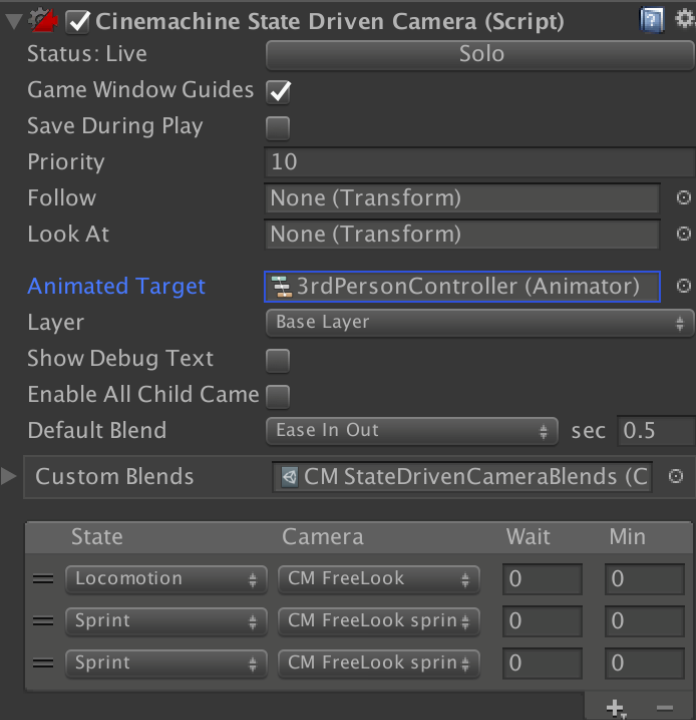 Cinemachine State Driven Camera (Script)
Status: Live Solo
Game Window Guides
Save During Play
Priority 10
Follow None (Transform)
Look At None (Transform)
Animated Target 3rdPersonController (Animator)
Layer Base Layer
Show Debug Text
Enable All Child Came
Default Blend Ease In Out sec 0.5
Custom Blends CM StateDrivenCameraBlends (C
State Camera Wait Min
Locomotion CM FreeLook 0 0
Sprint CM FreeLook sprin 0 0
Sprint CM FreeLook sprin 0 0